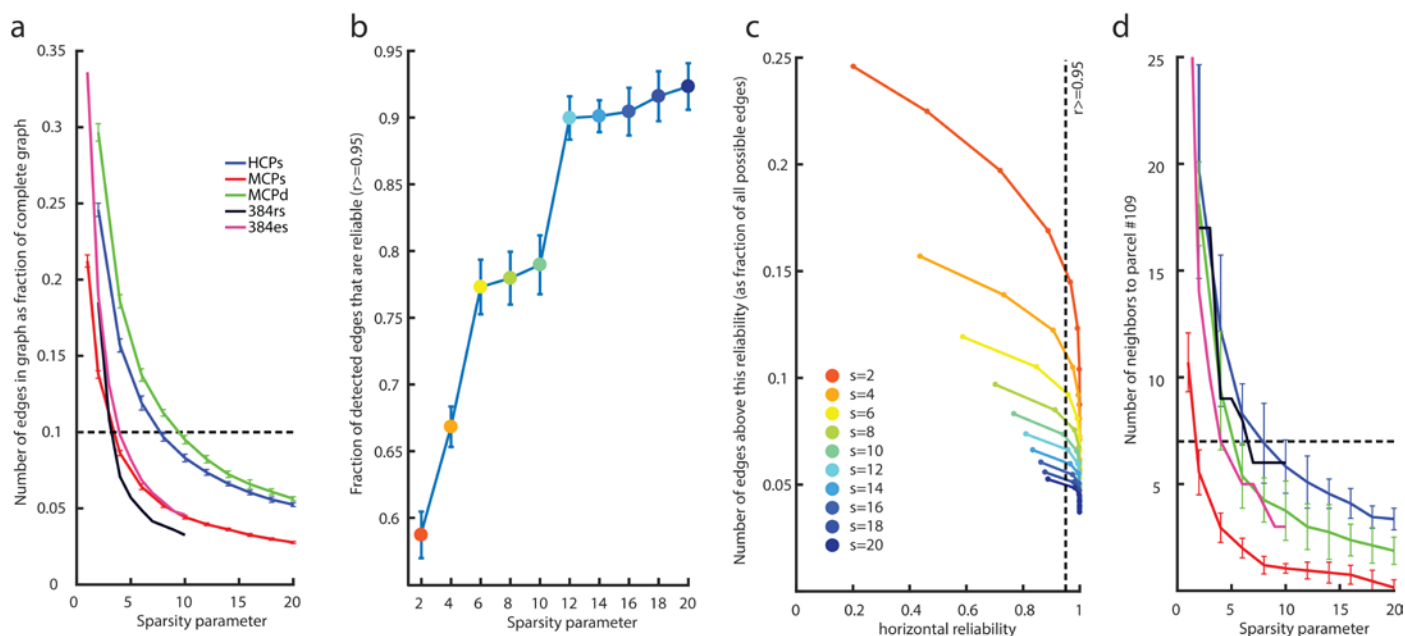 a
Number of edges in graph as fraction of complete graph
0.35
0.3
0.25
0.2
0.15
0.1
0.05
0
0
5
10
15
20
Sparsity parameter
HCPs
MCPs
MCPd
384rs
384es
b
Fraction of detected edges that are reliable (r>=0.95)
0.95
0.9
0.85
0.8
0.75
0.7
0.65
0.6
2
4
6
8
10
12
14
16
18
20
Sparsity parameter
c
Number of edges above this reliability (as fraction of all possible edges)
0.25
0.2
0.15
0.1
0.05
0
0.2
0.4
0.6
0.8
1
horizontal reliability
r>=0.95
s=2
s=4
s=6
s=8
s=10
s=12
s=14
s=16
s=18
s=20
d
Number of neighbors to parcel #109
25
20
15
10
5
0
5
10
15
20
Sparsity parameter